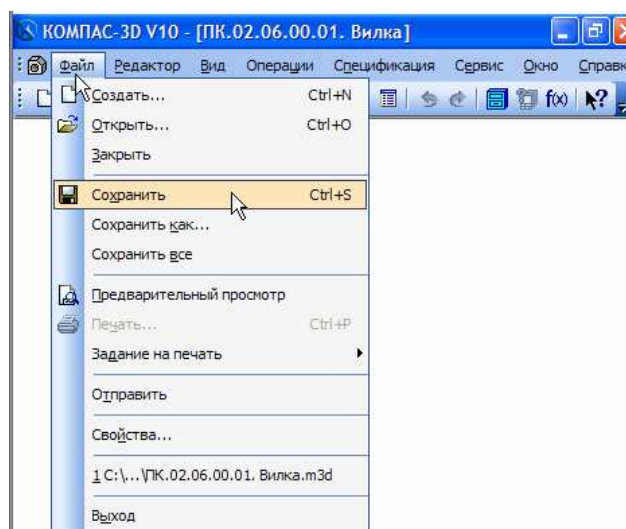 КОМПАС-3D V10 - [ПК.02.06.00.01. Вилка]
Файл Редактор Вид Операции Спецификация Сервис Окно Справк
f(x) ?
Создать... Ctrl+N
Открыть... Ctrl+O
Закрыть
Сохранить Ctrl+S
Сохранить как...
Сохранить все
Предварительный просмотр
Печать... Ctrl+P
Задание на печать
Отправить
Свойства...
1 C:\...\ПК.02.06.00.01. Вилка.m3d
Выход